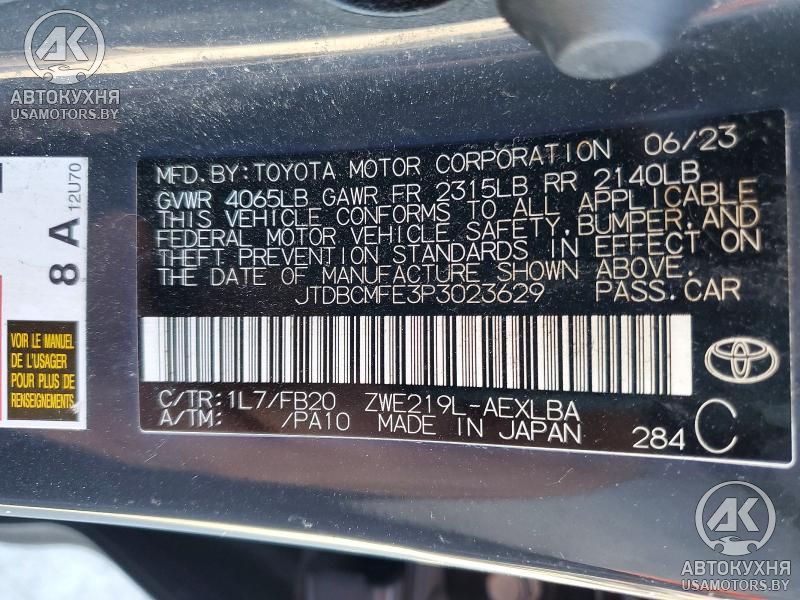 АК
АВТОКУХНЯ
USAMOTORS.BY
8 A
12U70
VOIR LE MANUEL
DE L'USAGER
POUR PLUS DE
RENSEIGNEMENTS
MFD.BY:TOYOTA MOTOR CORPORATION 06/23
GVWR 4065LB GAWR FR 2315LB RR 2140LB
THIS VEHICLE CONFORMS TO ALL APPLICABLE
FEDERAL MOTOR VEHICLE SAFETY,BUMPER,AND
THEFT PREVENTION STANDARDS IN EFFECT ON
THE DATE OF MANUFACTURE SHOWN ABOVE.
JTDBCMFE3P3023629 PASS.CAR
C/TR:1L7/FB20 ZWE219L-AEXLBA
A/TM: /PA10 MADE IN JAPAN
284 C
АК
АВТОКУХНЯ
USAMOTORS.BY